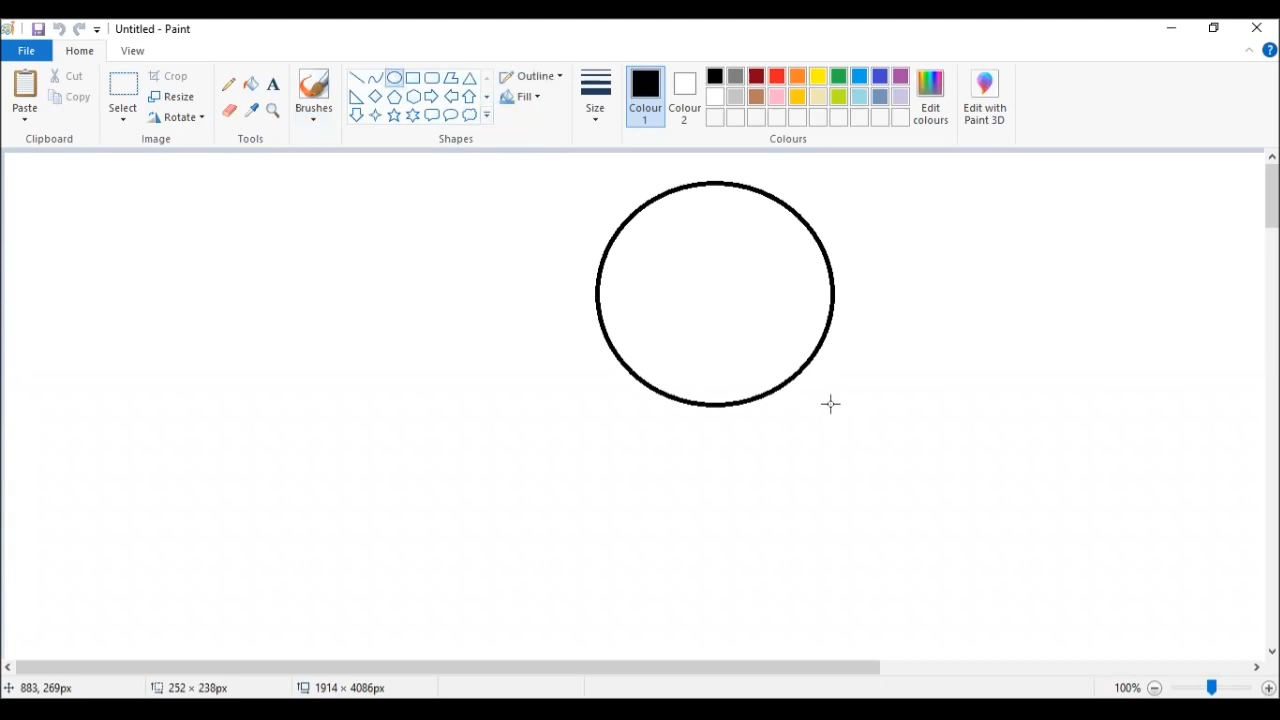 Untitled - Paint
File Home View
Paste
Cut
Copy
Clipboard
Select
Crop
Resize
Rotate
Image
Tools
Brushes
Shapes
Outline
Fill
Size
Colour 1
Colour 2
Colours
Edit colours
Edit with Paint 3D
883, 269px 252 × 238px 1914 × 4086px 100%